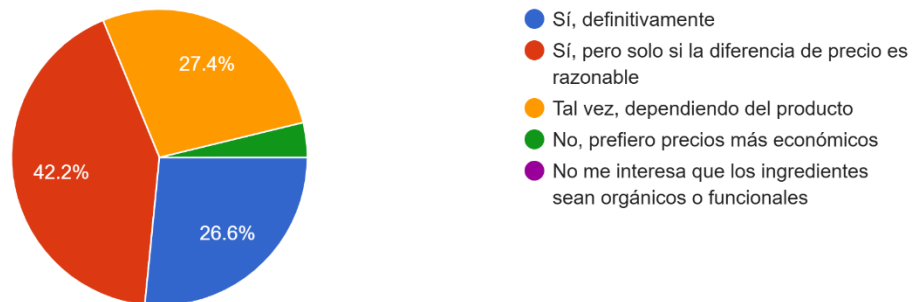 27.4%
42.2%
26.6%
Sí, definitivamente
Sí, pero solo si la diferencia de precio es
razonable
Tal vez, dependiendo del producto
No, prefiero precios más económicos
No me interesa que los ingredientes
sean orgánicos o funcionales